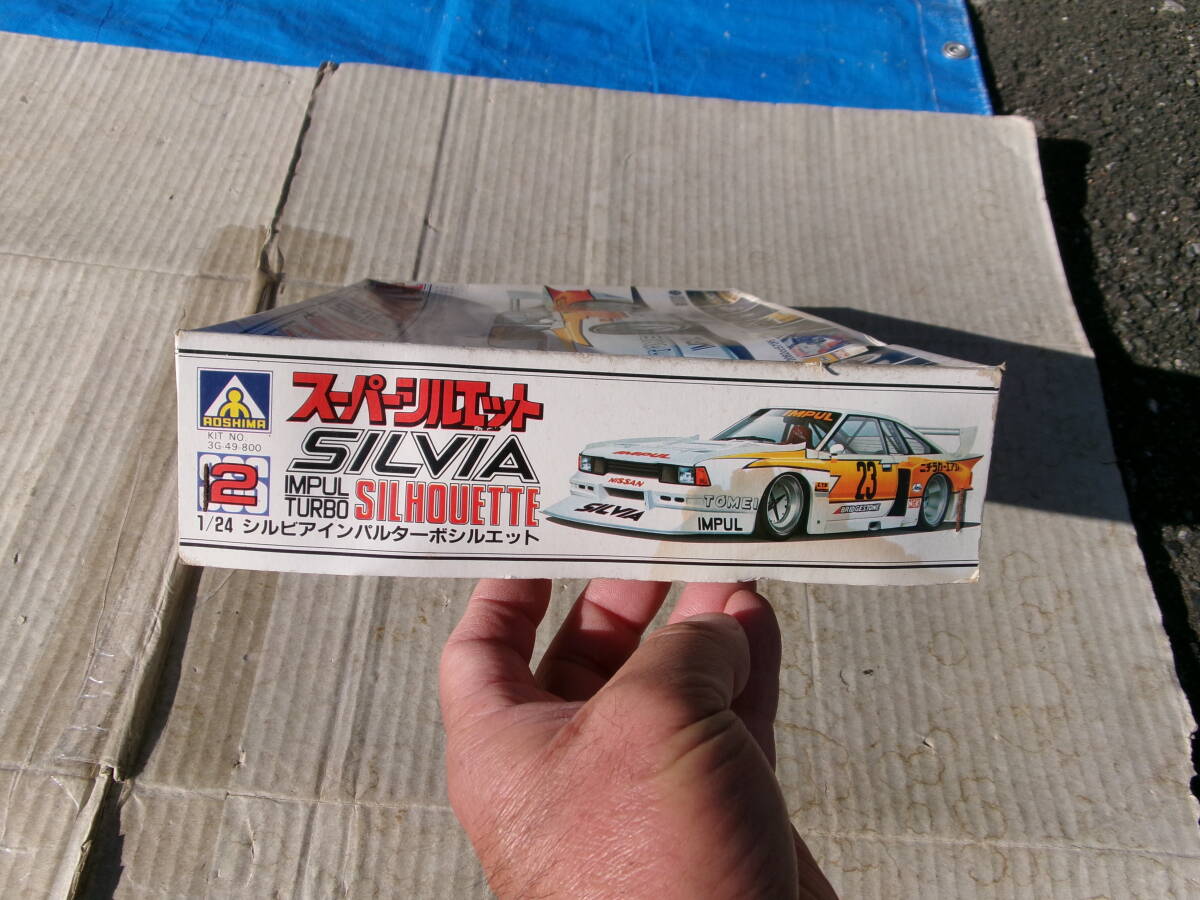 AOSHIMA
KIT NO.
3G-49-800
2
スーパーシルエット
SILVIA
IMPUL
TURBO
SILHOUETTE
1/24 シルビアインパルターボシルエット
IMPUL
IMPUL
NISSAN
SILVIA
TOMEI
IMPUL
23
BRIDGESTONE